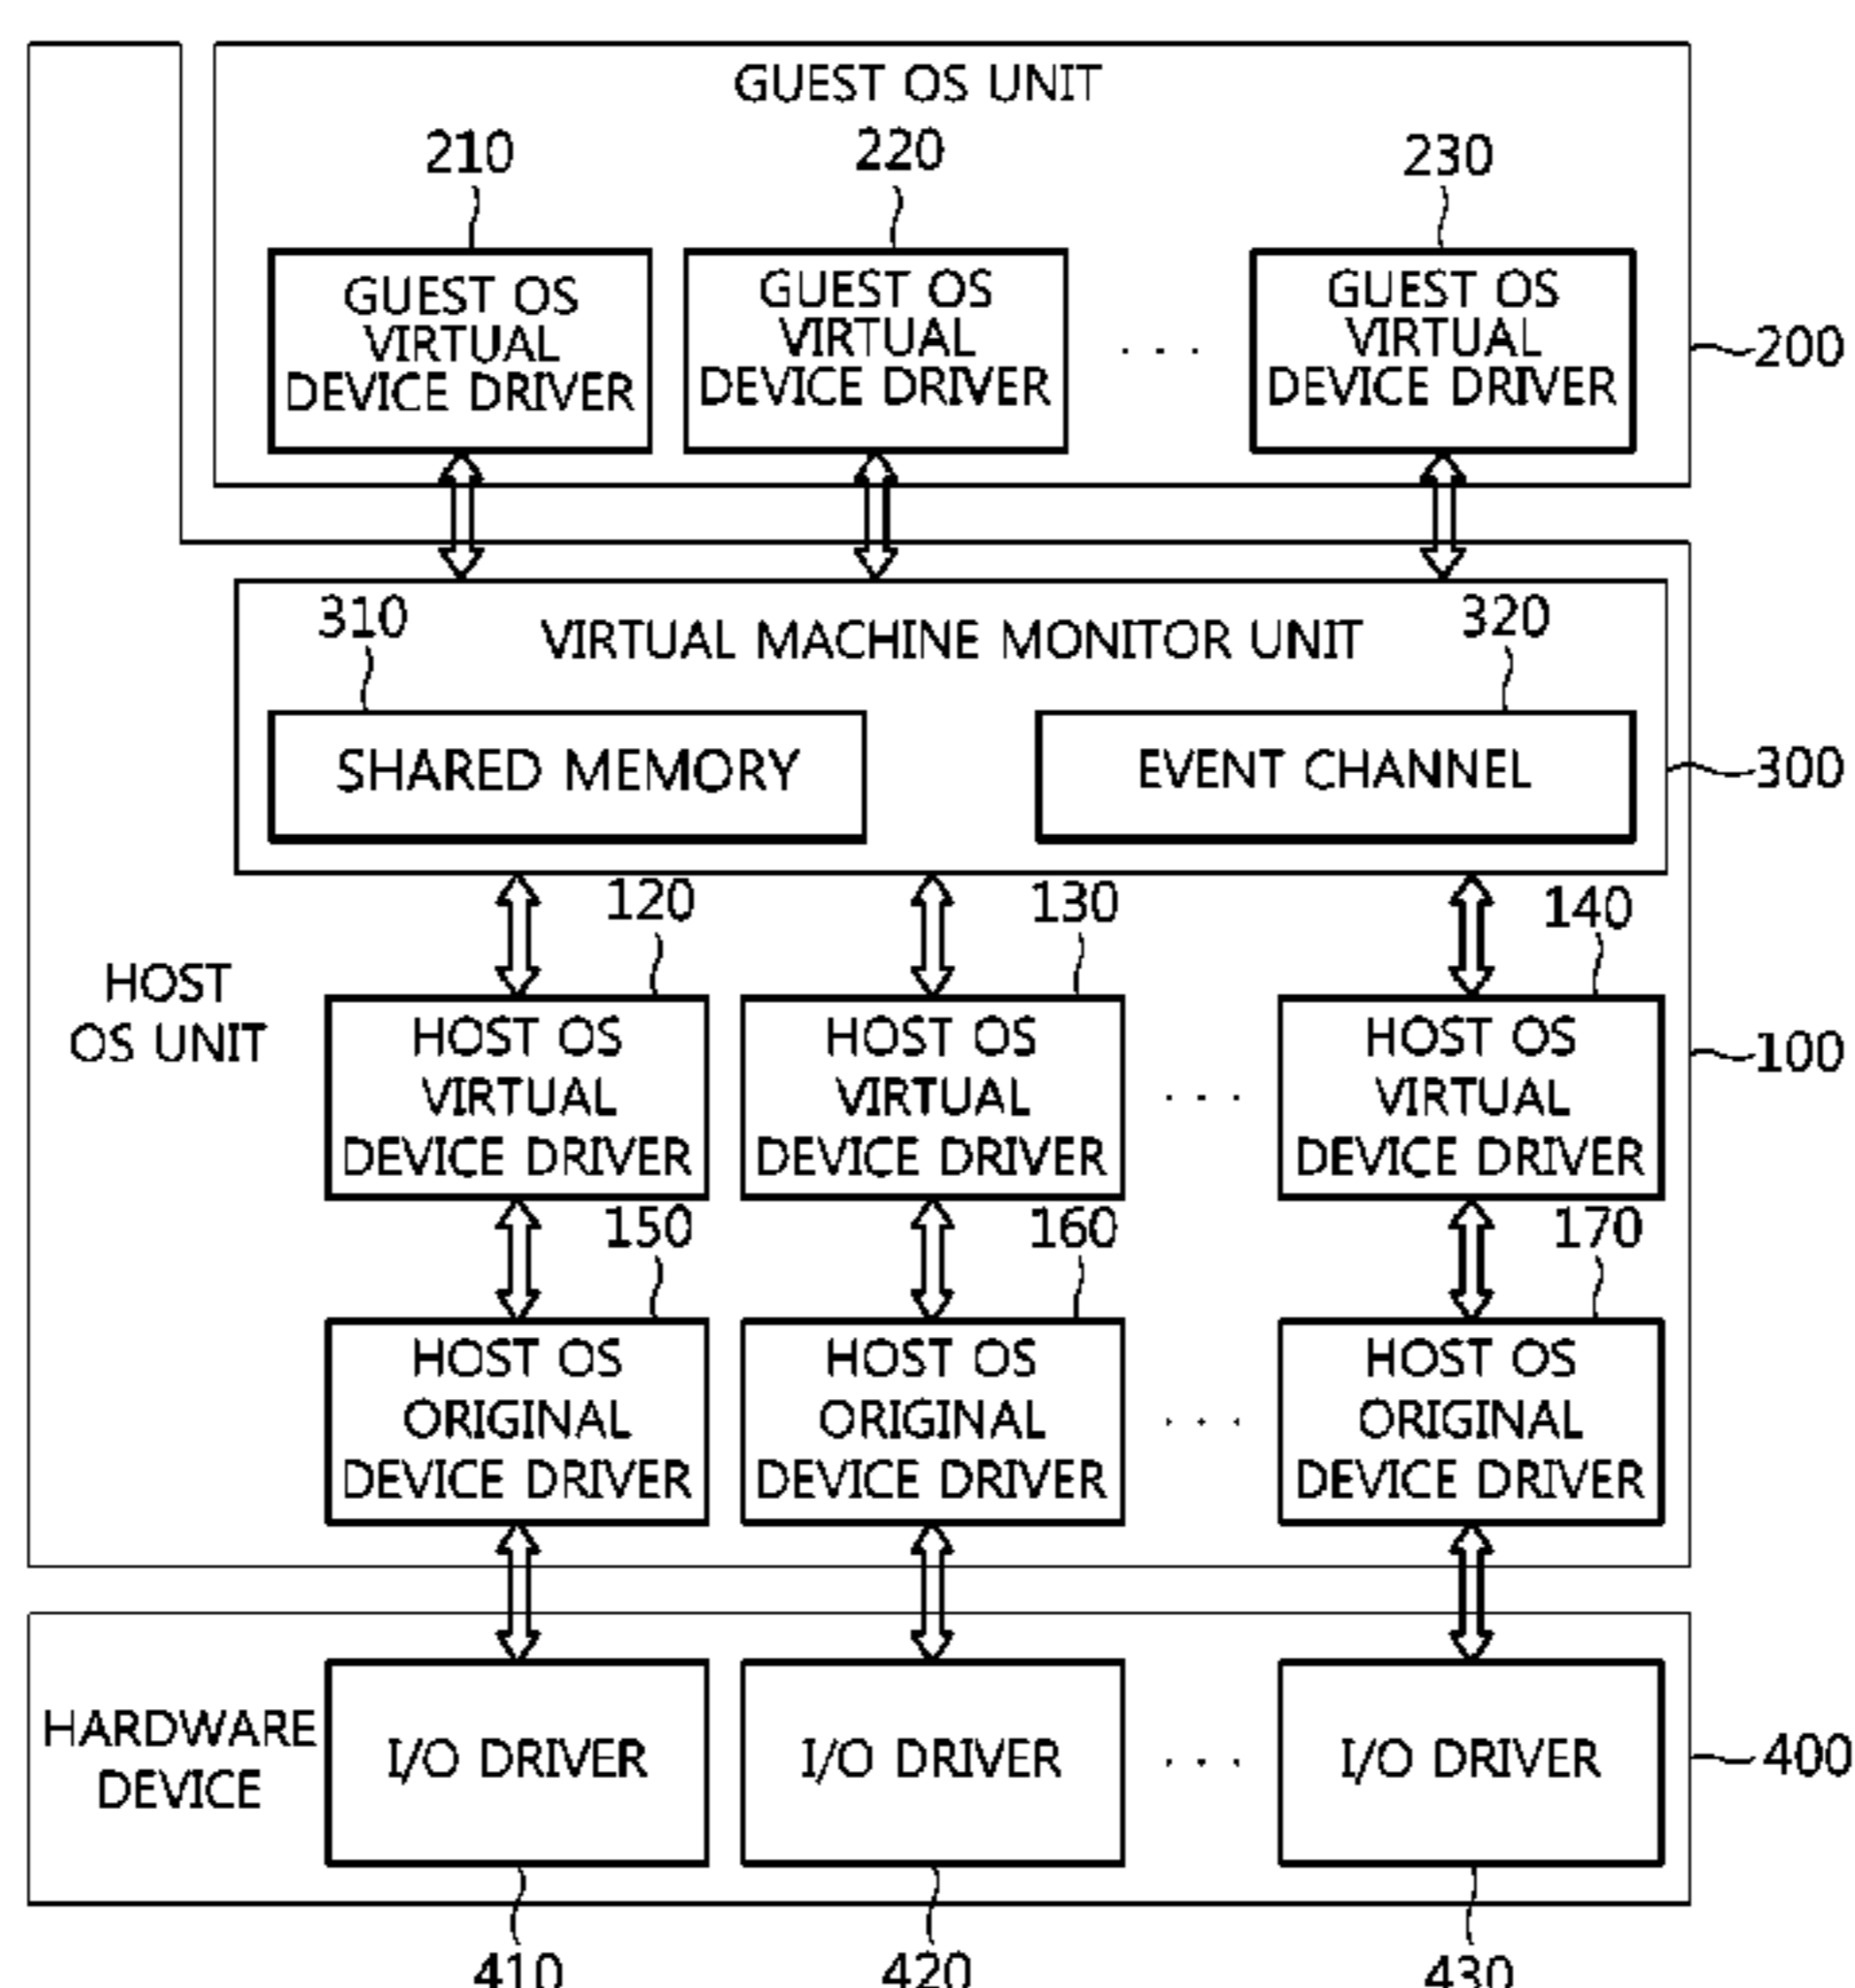 GUEST OS UNIT
210
220
230
GUEST OS
VIRTUAL
DEVICE DRIVER
GUEST OS
VIRTUAL
DEVICE DRIVER
. . .
GUEST OS
VIRTUAL
DEVICE DRIVER
200
310
VIRTUAL MACHINE MONITOR UNIT
320
SHARED MEMORY
EVENT CHANNEL
300
120
130
140
HOST
OS UNIT
HOST OS
VIRTUAL
DEVICE DRIVER
HOST OS
VIRTUAL
DEVICE DRIVER
. . .
HOST OS
VIRTUAL
DEVICE DRIVER
100
150
160
170
HOST OS
ORIGINAL
DEVICE DRIVER
HOST OS
ORIGINAL
DEVICE DRIVER
. . .
HOST OS
ORIGINAL
DEVICE DRIVER
HARDWARE
DEVICE
I/O DRIVER
I/O DRIVER
. . .
I/O DRIVER
400
410
420
430